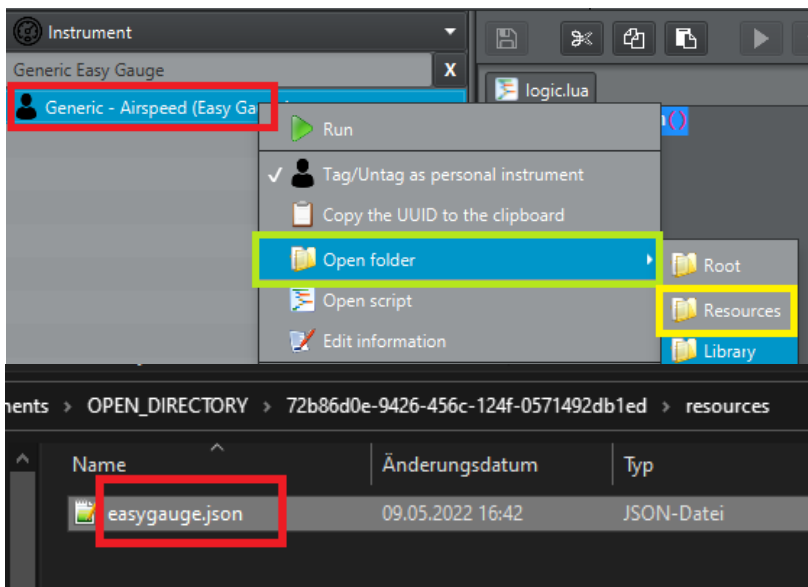 Instrument
Generic Easy Gauge X
logic.lua
Generic - Airspeed (Easy Ga
()
Run
Tag/Untag as personal instrument
Copy the UUID to the clipboard
Open folder
Root
Open script
Resources
Edit information
Library
OPEN_DIRECTORY > 72b86d0e-9426-456c-124f-0571492db1ed > resources
Name Änderungsdatum Typ
easygauge.json 09.05.2022 16:42 JSON-Datei